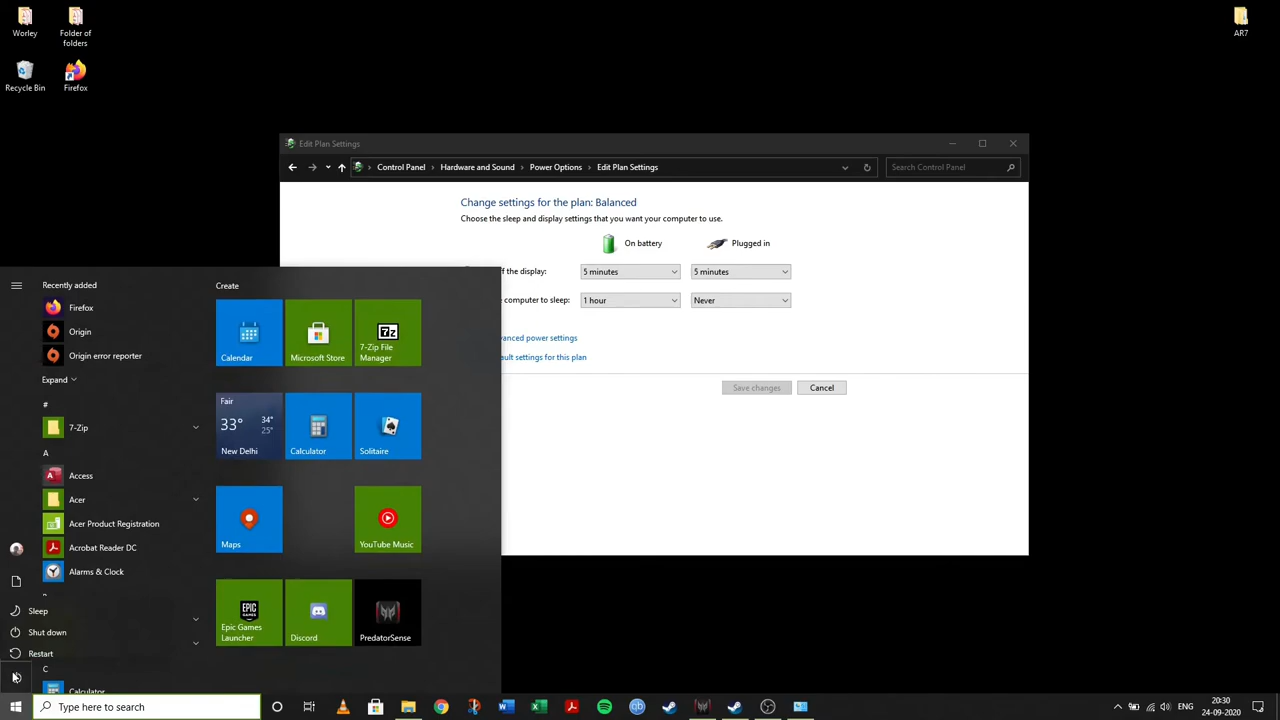 Worley
Folder of
folders
AR7
Recycle Bin
Firefox
Edit Plan Settings
Control Panel
Hardware and Sound
Power Options
Edit Plan Settings
Search Control Panel
Change settings for the plan: Balanced
Choose the sleep and display settings that you want your computer to use.
On battery
Plugged in
f the display:
5 minutes
5 minutes
computer to sleep:
1 hour
Never
vanced power settings
ault settings for this plan
Save changes
Cancel
Recently added
Firefox
Origin
Origin error reporter
Expand
#
7-Zip
A
Access
Acer
Acer Product Registration
Acrobat Reader DC
Alarms & Clock
Sleep
Shut down
Restart
C
Calculator
Create
Calendar
Microsoft Store
7z
7-Zip File
Manager
Fair
33°
34°
25°
New Delhi
Calculator
Solitaire
Maps
YouTube Music
EPIC
GAMES
Epic Games
Launcher
Discord
PredatorSense
Type here to search
ENG
20:30
24-09-2020